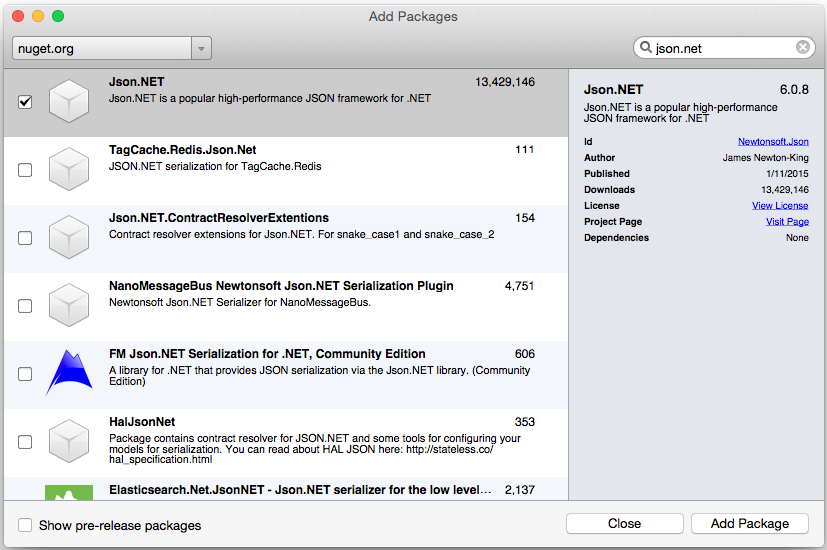 Add Packages
nuget.org
json.net
Json.NET 13,429,146
Json.NET is a popular high-performance JSON framework for .NET
TagCache.Redis.Json.Net 111
JSON.NET serialization for TagCache.Redis
Json.NET.ContractResolverExtentions 154
Contract resolver extensions for Json.NET. For snake_case1 and snake_case_2
NanoMessageBus Newtonsoft Json.NET Serialization Plugin 4,751
Newtonsoft Json.NET Serializer for NanoMessageBus.
FM Json.NET Serialization for .NET, Community Edition 606
A library for .NET that provides JSON serialization via the Json.NET library. (Community
Edition)
HalJsonNet 353
Package contains contract resolver for JSON.NET and some tools for configuring your
models for serialization. You can read about HAL JSON here: http://stateless.co/
hal_specification.html
Elasticsearch.Net.JsonNET - Json.NET serializer for the low level... 2,137
Json.NET 6.0.8
Json.NET is a popular high-performance
JSON framework for .NET
Id Newtonsoft.Json
Author James Newton-King
Published 1/11/2015
Downloads 13,429,146
License View License
Project Page Visit Page
Dependencies None
Show pre-release packages
Close
Add Package